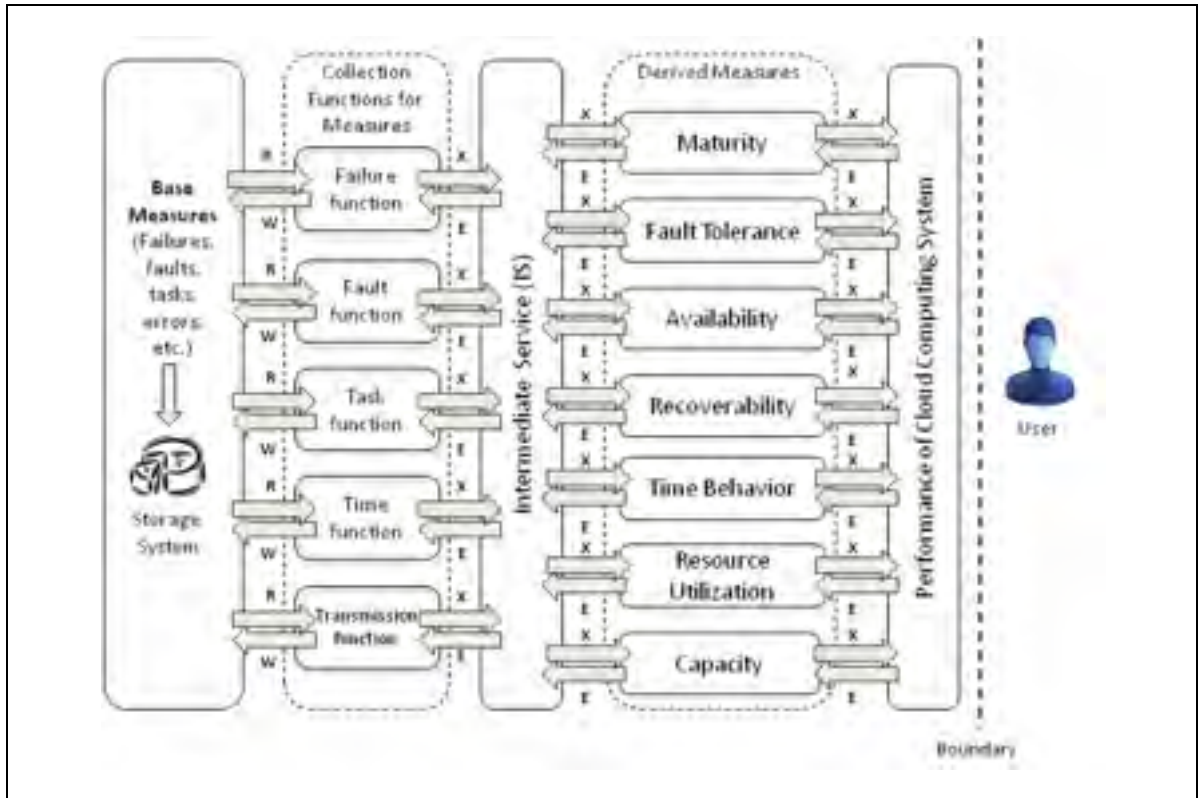 Collection
Functions for
Measures
Derived Measures
Base
Measures
(Failures,
faults,
tasks,
errors,
etc.)
Storage
System
R
W
R
W
R
W
R
W
R
W
Failure
function
Fault
function
Task
function
Time
function
Transmission
function
X
E
X
E
X
E
X
E
X
E
Intermediate Service (IS)
X
E
X
E
X
E
X
E
X
E
X
E
X
E
Maturity
Fault Tolerance
Availability
Recoverability
Time Behavior
Resource
Utilization
Capacity
X
E
X
E
X
E
X
E
X
E
X
E
X
E
Performance of Cloud Computing System
User
Boundary